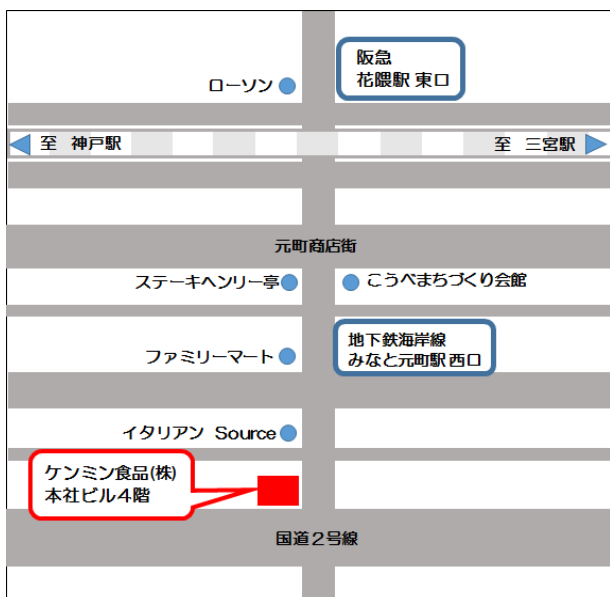 阪急
花隈駅 東口
ローソン
至 神戸駅
至 三宮駅
元町商店街
ステーキヘンリー亭
こうべまちづくり会館
地下鉄海岸線
みなと元町駅 西口
ファミリーマート
イタリアン Source
ケンミン食品(株)
本社ビル4階
国道2号線